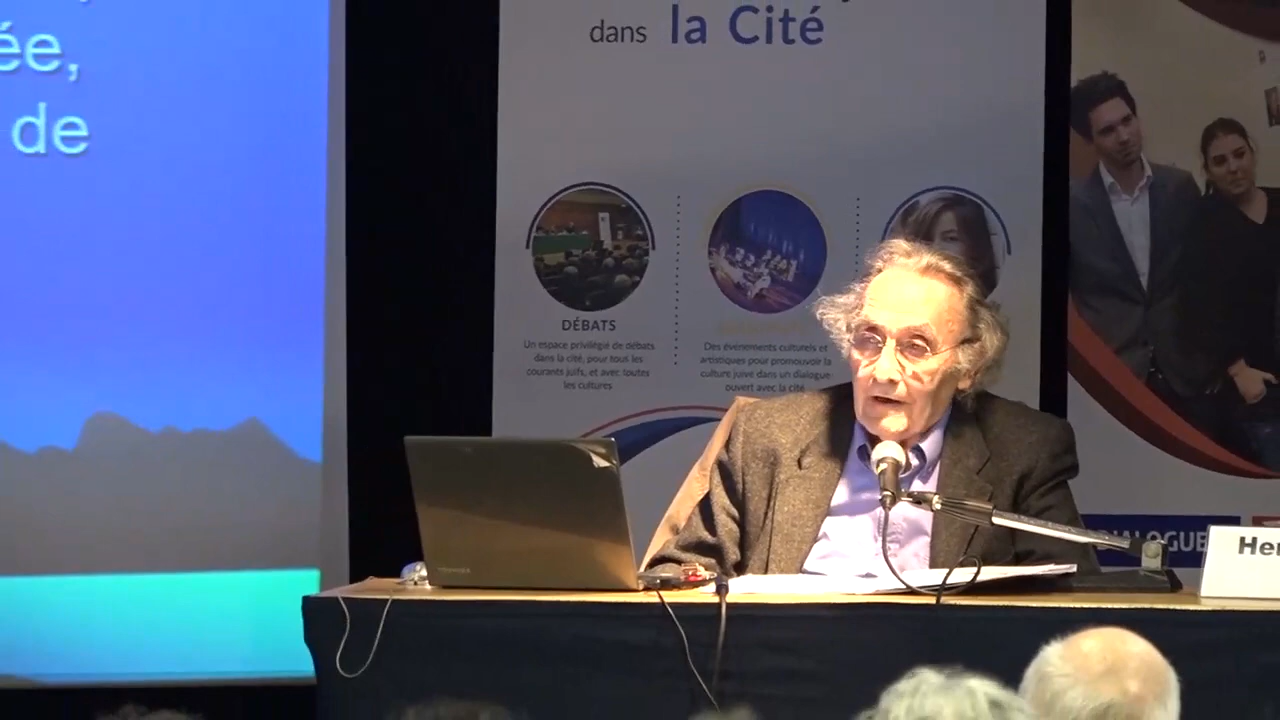 ée,
de
dans la Cité
DÉBATS
Un espace privilégié de débats
dans la cité, pour tous les
courants juifs, et avec toutes
les cultures
Des événements culturels et
artistiques pour promouvoir la
culture juive dans un dialogue
ouvert avec la cité
DIALOGUE
Her